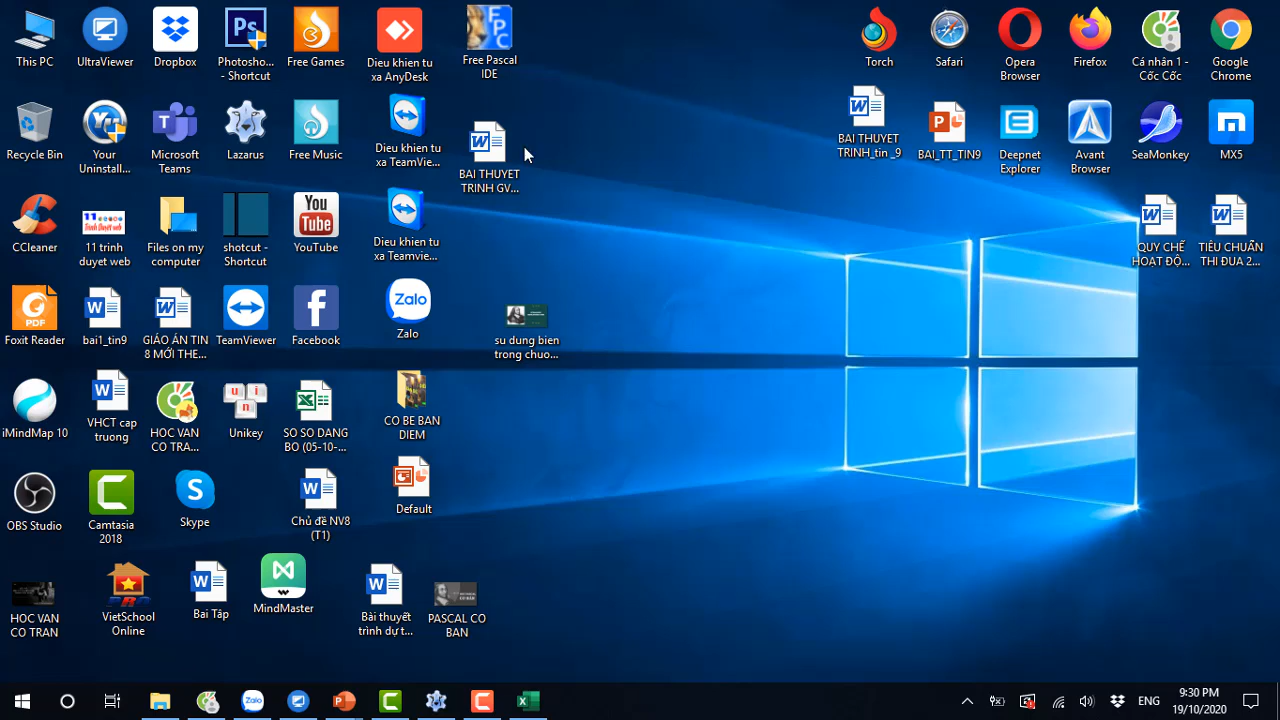 This PC
UltraViewer
Dropbox
Photosho...
- Shortcut
Free Games
Dieu khien tu
xa AnyDesk
Free Pascal
IDE
Torch
Safari
Opera
Browser
Firefox
Cá nhân 1 -
Cốc Cốc
Google
Chrome
Recycle Bin
Your
Uninstall...
Microsoft
Teams
Lazarus
Free Music
Dieu khien tu
xa TeamVie...
BAI THUYET
TRINH GV...
BAI THUYET
TRINH_tin _9
BAI_TT_TIN9
Deepnet
Explorer
Avant
Browser
SeaMonkey
MX5
CCleaner
11 trinh
duyet web
Files on my
computer
shotcut -
Shortcut
You
Tube
YouTube
Dieu khien tu
xa Teamvie...
QUY CHẾ
HOẠT ĐỘ...
TIÊU CHUẨN
THI ĐUA 2...
PDF
Foxit Reader
bai1_tin9
GIÁO ÁN TIN
8 MỚI THE...
TeamViewer
Facebook
Zalo
Zalo
su dung bien
trong chuo...
iMindMap 10
VHCT cap
truong
HOC VAN
CO TRA...
Unikey
SO SO DANG
BO (05-10-...
CO BE BAN
DIEM
OBS Studio
Camtasia
2018
Skype
Chủ đề NV8
(T1)
Default
HOC VAN
CO TRAN
VietSchool
Online
Bai Tâp
MindMaster
Bài thuyết
trình dự t...
PASCAL CO
BAN
ENG
9:30 PM
19/10/2020